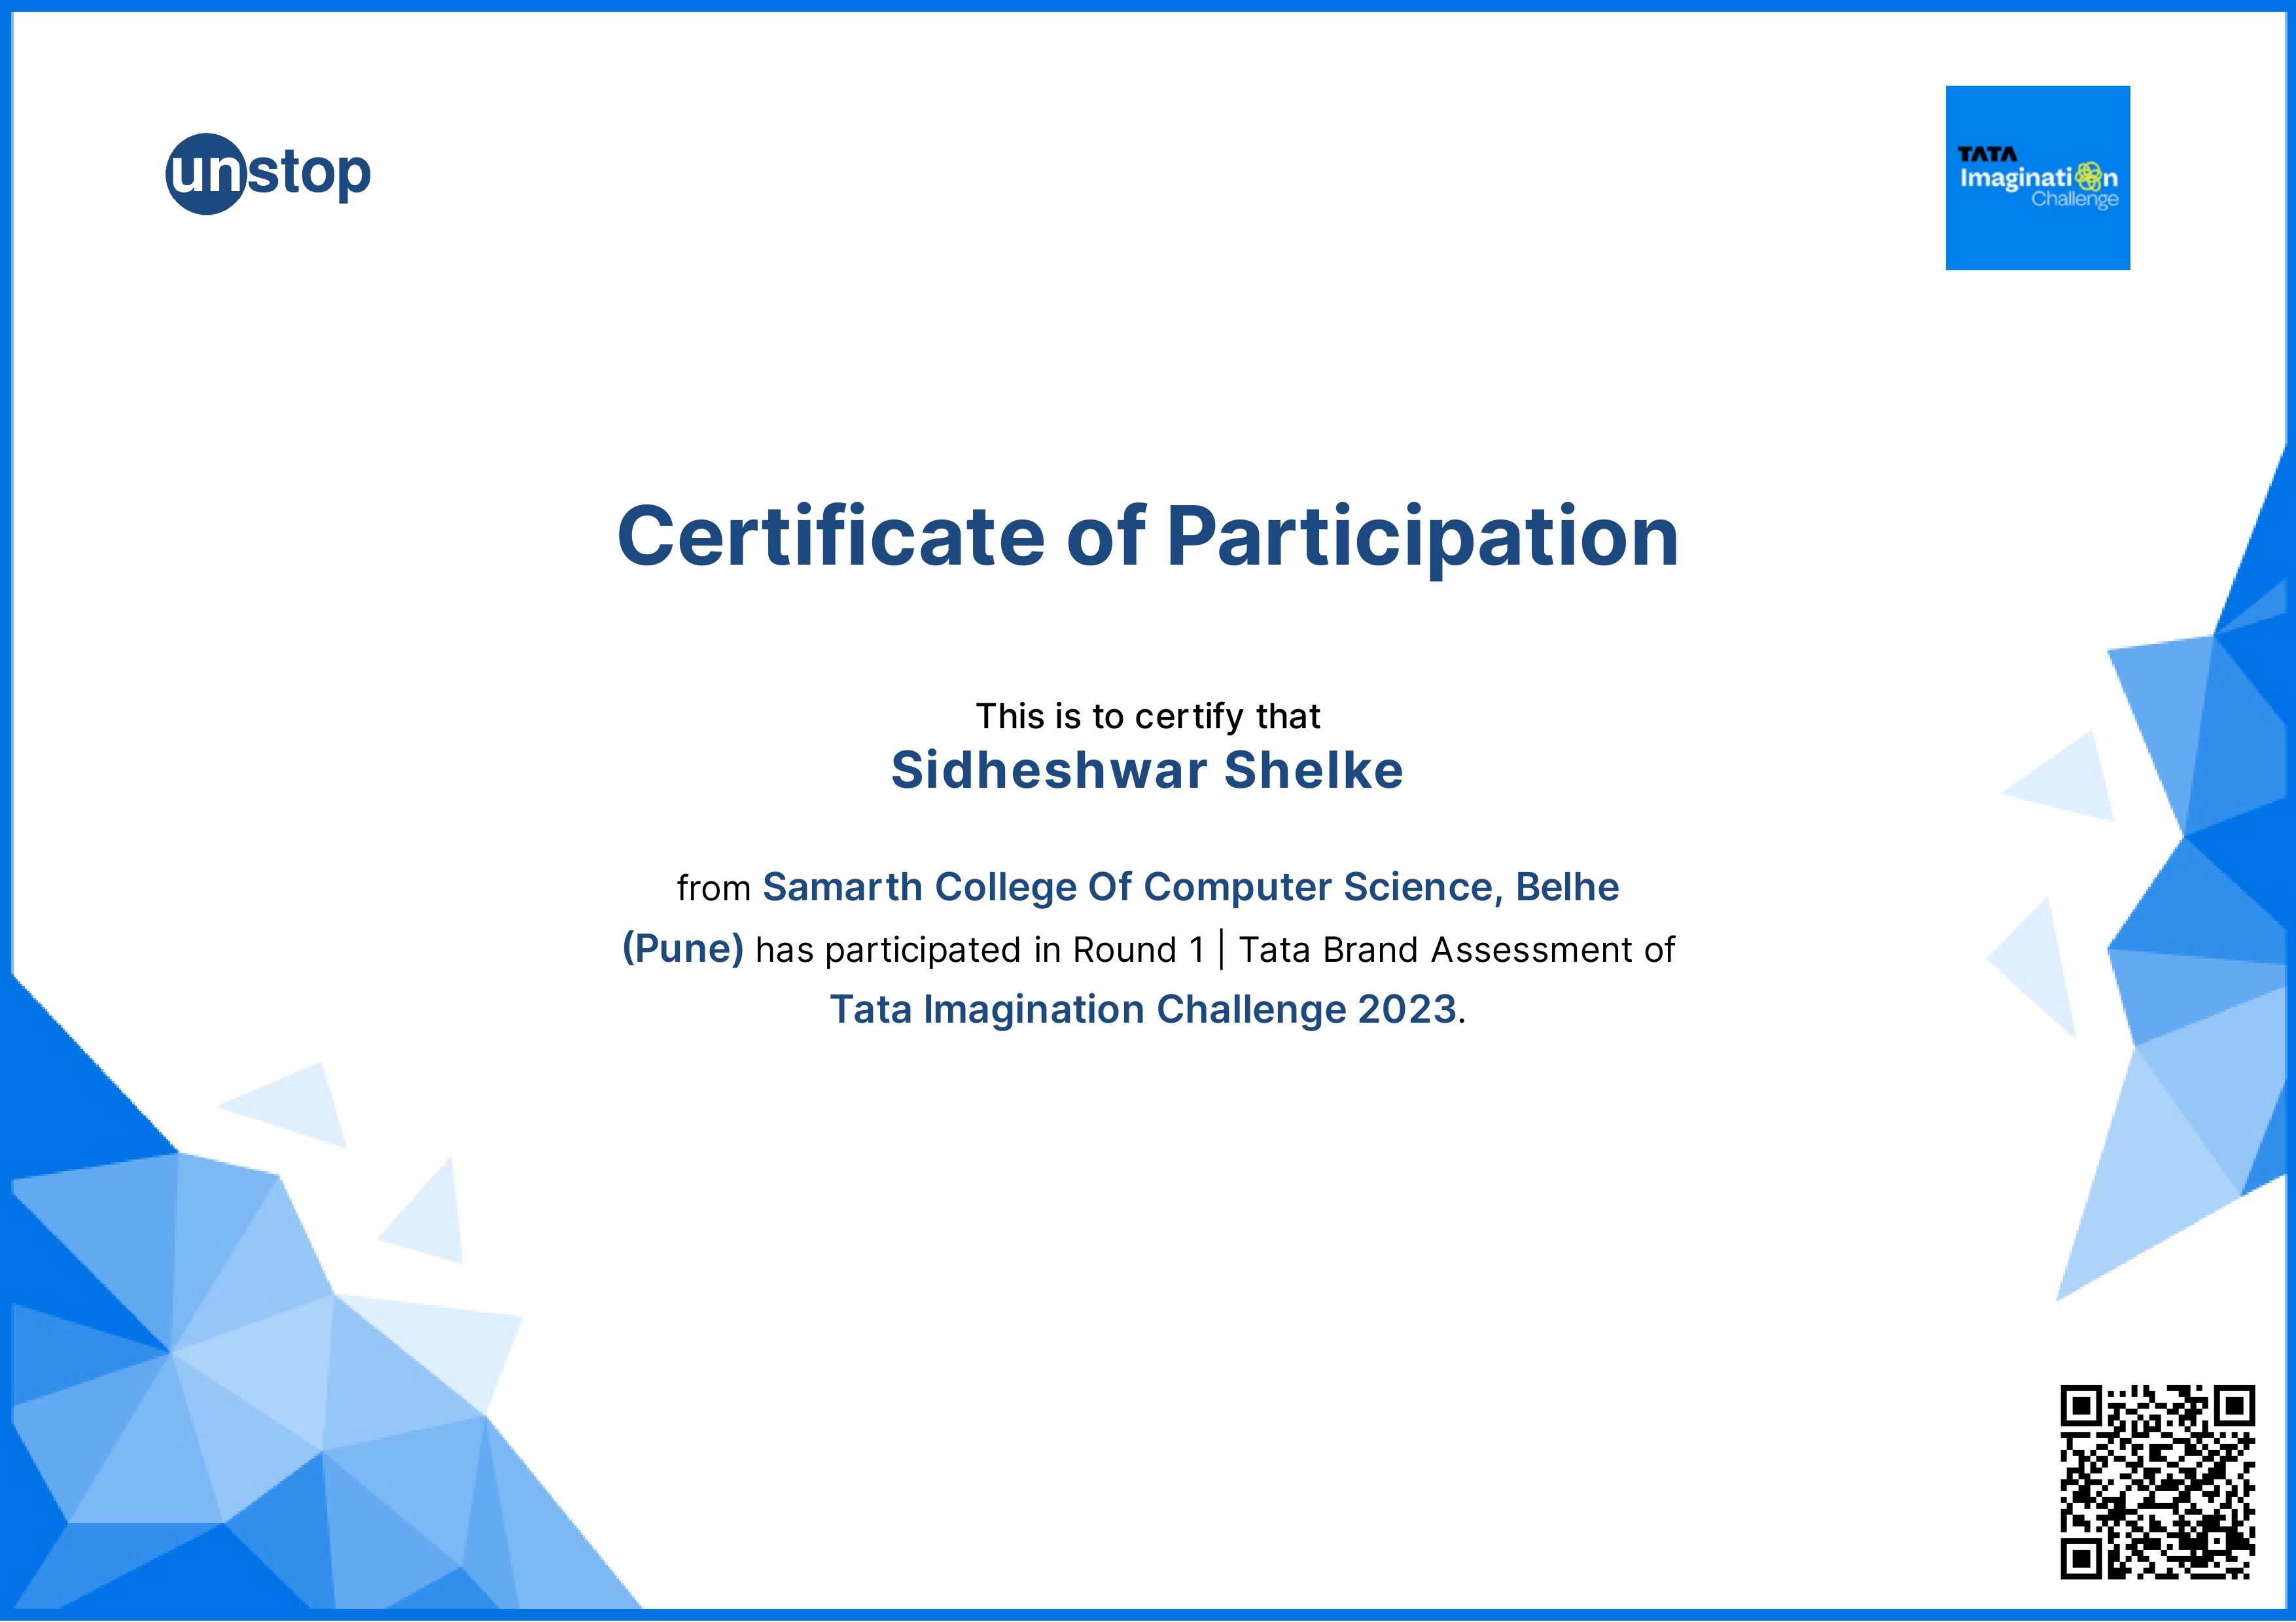 unstop
TATA
Imagination
Challenge
Certificate of Participation
This is to certify that
Sidheshwar Shelke
from Samarth College Of Computer Science, Belhe
(Pune) has participated in Round 1 | Tata Brand Assessment of
Tata Imagination Challenge 2023.